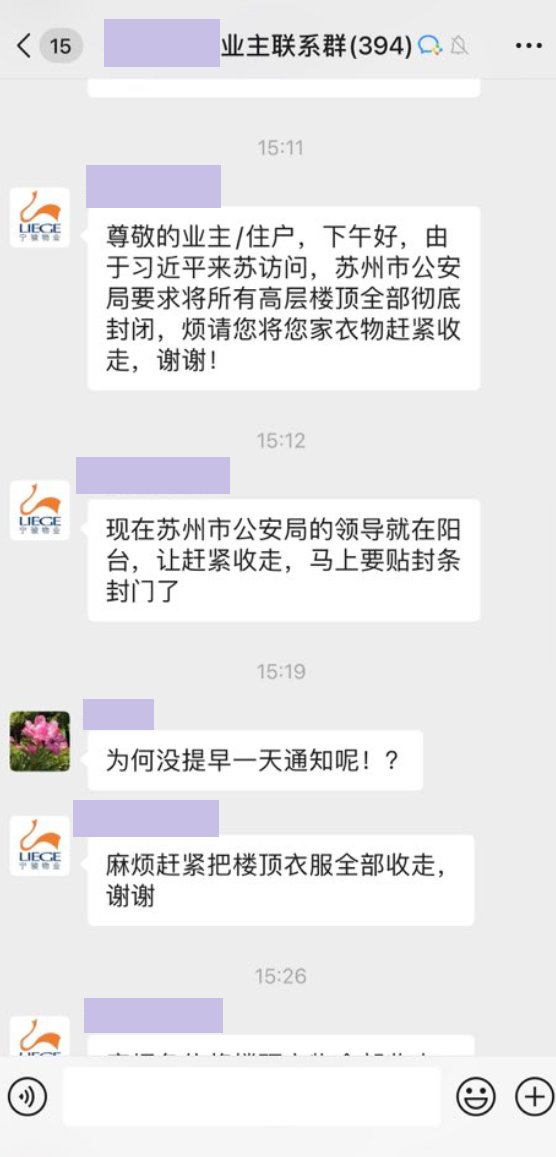 15
业主联系群(394)
15:11
LIEGE
宁骏物业
尊敬的业主/住户，下午好，由
于习近平来苏访问，苏州市公安
局要求将所有高层楼顶全部彻底
封闭，烦请您将您家衣物赶紧收
走，谢谢！
15:12
LIEGE
宁骏物业
现在苏州市公安局的领导就在阳
台，让赶紧收走，马上要贴封条
封门了
15:19
为何没提早一天通知呢！？
LIEGE
宁骏物业
麻烦赶紧把楼顶衣服全部收走，
谢谢
15:26
LIEGE